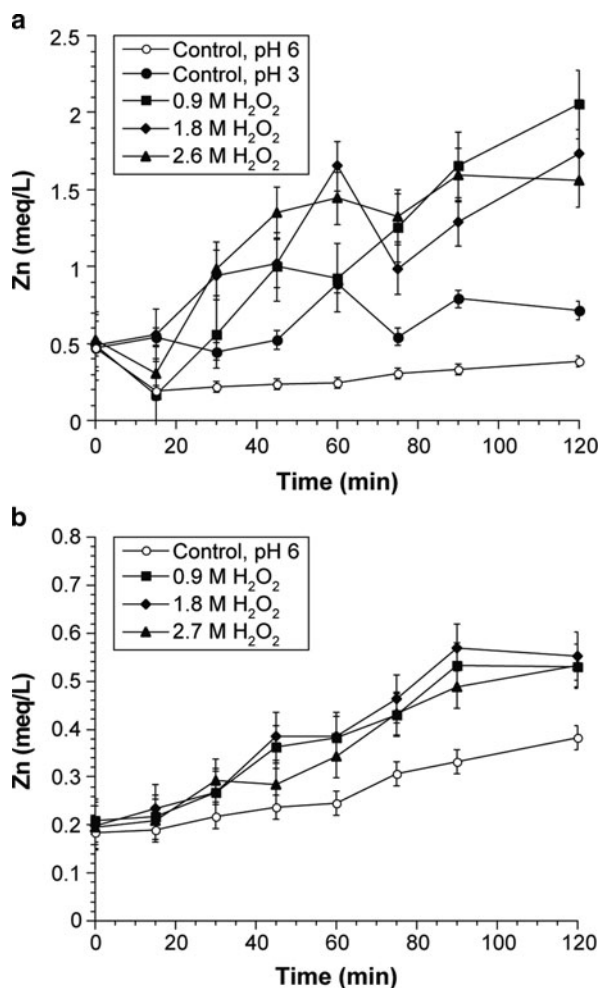 a
2.5
2
1.5
1
0.5
0
Zn (meq/L)
Control, pH 6
Control, pH 3
0.9 M H₂O₂
1.8 M H₂O₂
2.6 M H₂O₂
0 20 40 60 80 100 120
Time (min)
b
0.8
0.7
0.6
0.5
0.4
0.3
0.2
0.1
0
Zn (meq/L)
Control, pH 6
0.9 M H₂O₂
1.8 M H₂O₂
2.7 M H₂O₂
0 20 40 60 80 100 120
Time (min)